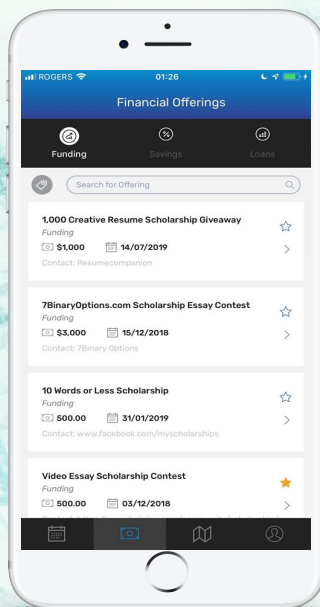 ROGERS 01:26
Financial Offerings
Funding Savings Loans
Search for Offering
1,000 Creative Resume Scholarship Giveaway
Funding
$1,000 14/07/2019
Contact: Resumecompanion
7BinaryOptions.com Scholarship Essay Contest
Funding
$3,000 15/12/2018
Contact: 7Binary Options
10 Words or Less Scholarship
Funding
500.00 31/01/2019
Contact: www.facebook.com/myscholarships
Video Essay Scholarship Contest
Funding
500.00 03/12/2018